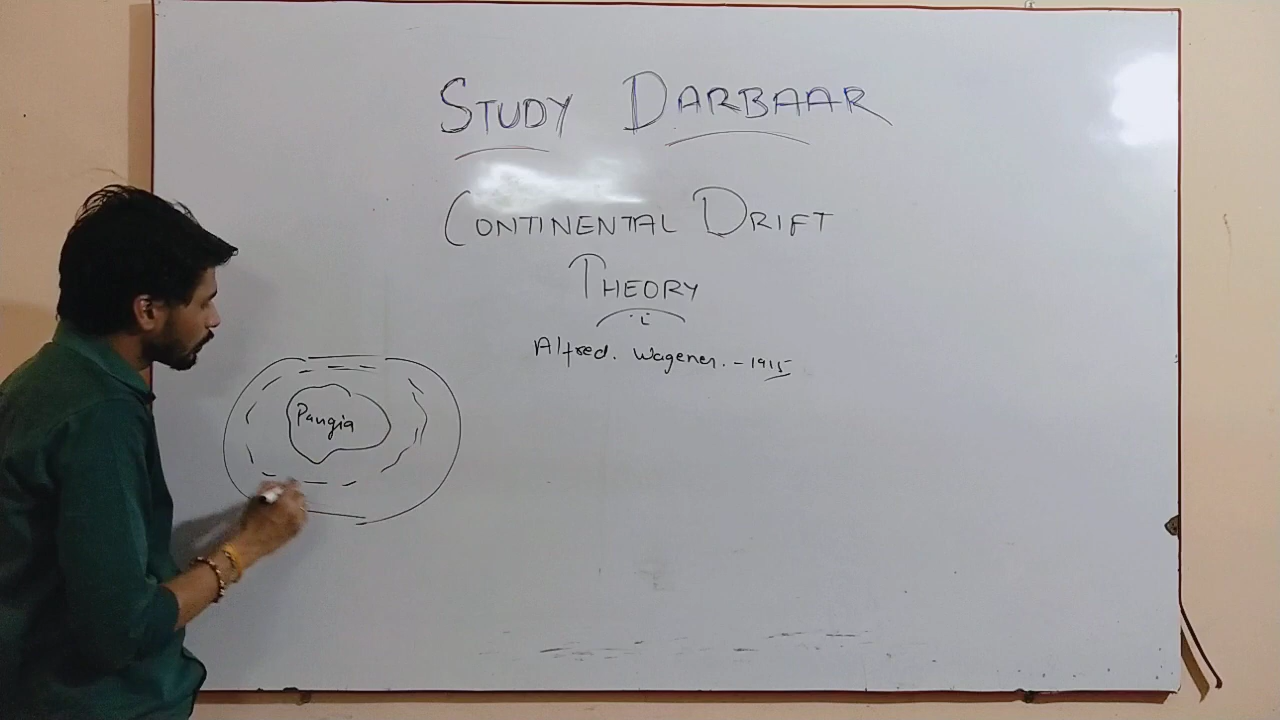 STUDY DARBAAR
CONTINENTAL DRIFT
THEORY
Alfred. Wagener. - 1915
Pangia